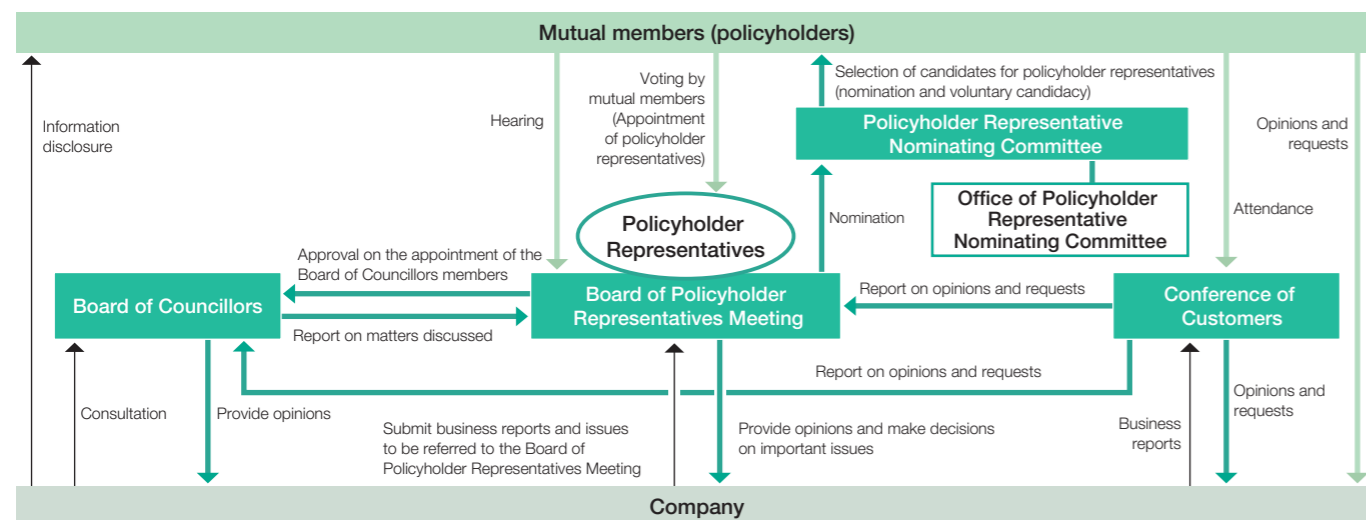 Mutual members (policyholders)
Information
disclosure
Hearing
Voting by
mutual members
(Appointment
of policyholder
representatives)
Selection of candidates for policyholder representatives
(nomination and voluntary candidacy)
Policyholder Representative
Nominating Committee
Opinions and
requests
Office of Policyholder
Representative
Nominating Committee
Nomination
Attendance
Policyholder
Representatives
Approval on the appointment of the
Board of Councillors members
Board of Councillors
Report on matters discussed
Board of Policyholder
Representatives Meeting
Report on opinions and requests
Conference of
Customers
Report on opinions and requests
Consultation
Provide opinions
Submit business reports and issues
to be referred to the Board of
Policyholder Representatives Meeting
Provide opinions and make decisions
on important issues
Business
reports
Opinions and
requests
Company